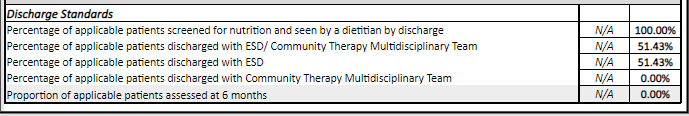 Discharge Standards
Percentage of applicable patients screened for nutrition and seen by a dietitian by discharge N/A 100.00%
Percentage of applicable patients discharged with ESD/ Community Therapy Multidisciplinary Team N/A 51.43%
Percentage of applicable patients discharged with ESD N/A 51.43%
Percentage of applicable patients discharged with Community Therapy Multidisciplinary Team N/A 0.00%
Proportion of applicable patients assessed at 6 months N/A 0.00%